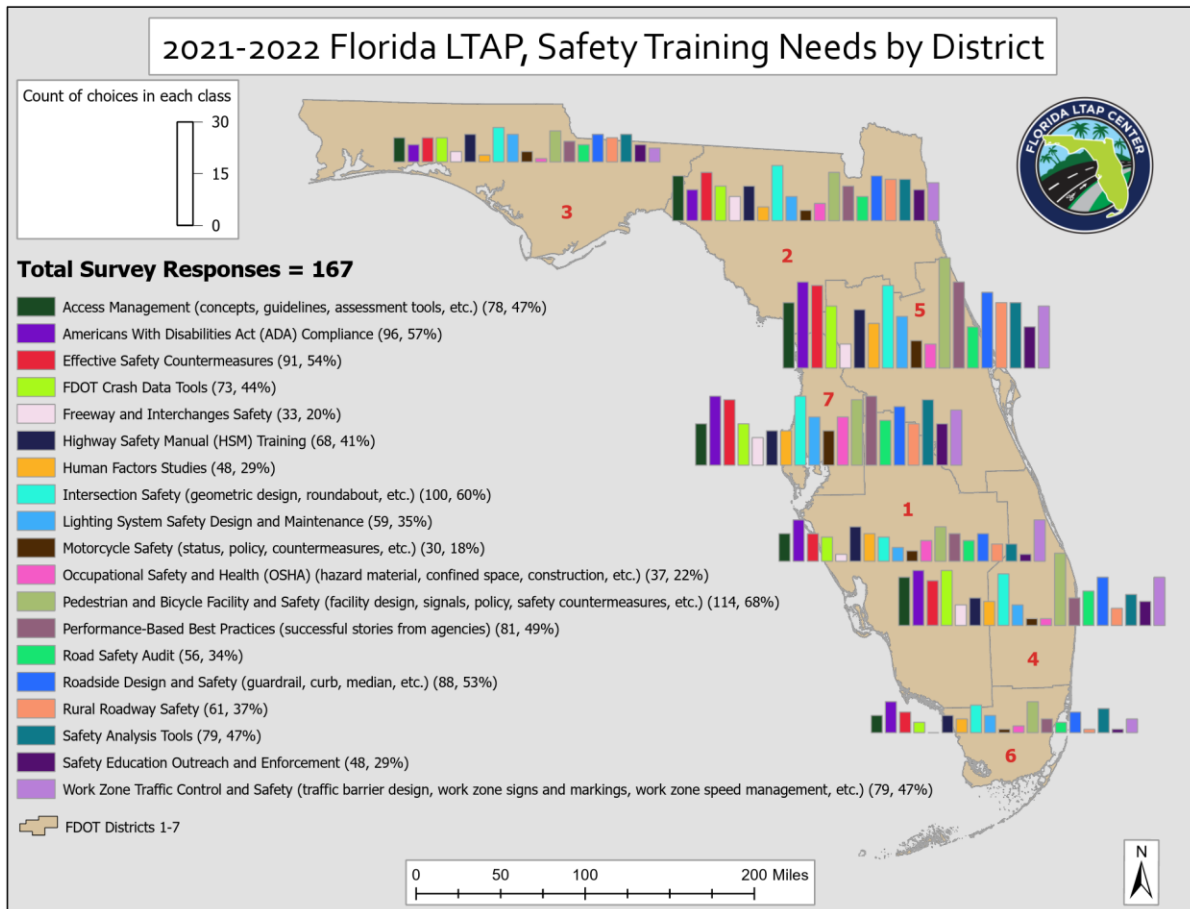 2021-2022 Florida LTAP, Safety Training Needs by District
Count of choices in each class
30
15
0
FLORIDA LTAP CENTER
Total Survey Responses = 167
Access Management (concepts, guidelines, assessment tools, etc.) (78, 47%)
Americans With Disabilities Act (ADA) Compliance (96, 57%)
Effective Safety Countermeasures (91, 54%)
FDOT Crash Data Tools (73, 44%)
Freeway and Interchanges Safety (33, 20%)
Highway Safety Manual (HSM) Training (68, 41%)
Human Factors Studies (48, 29%)
Intersection Safety (geometric design, roundabout, etc.) (100, 60%)
Lighting System Safety Design and Maintenance (59, 35%)
Motorcycle Safety (status, policy, countermeasures, etc.) (30, 18%)
Occupational Safety and Health (OSHA) (hazard material, confined space, construction, etc.) (37, 22%)
Pedestrian and Bicycle Facility and Safety (facility design, signals, policy, safety countermeasures, etc.) (114, 68%)
Performance-Based Best Practices (successful stories from agencies) (81, 49%)
Road Safety Audit (56, 34%)
Roadside Design and Safety (guardrail, curb, median, etc.) (88, 53%)
Rural Roadway Safety (61, 37%)
Safety Analysis Tools (79, 47%)
Safety Education Outreach and Enforcement (48, 29%)
Work Zone Traffic Control and Safety (traffic barrier design, work zone signs and markings, work zone speed management, etc.) (79, 47%)
FDOT Districts 1-7
3
2
5
7
1
4
6
0 50 100 200 Miles
N